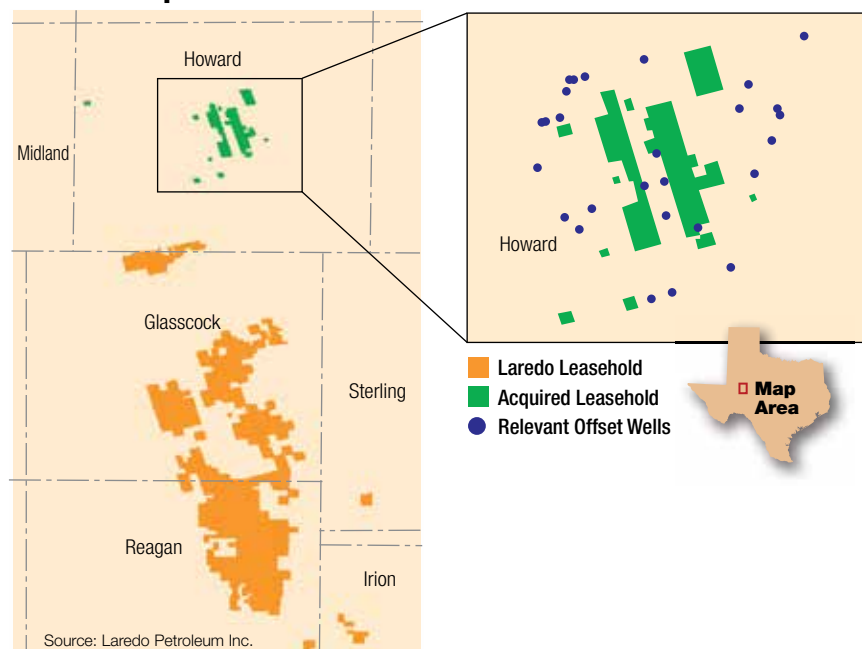 Howard
Midland
Glasscock
Sterling
Reagan
Irion
Source: Laredo Petroleum Inc.
Howard
Laredo Leasehold
Acquired Leasehold
Relevant Offset Wells
Map
Area